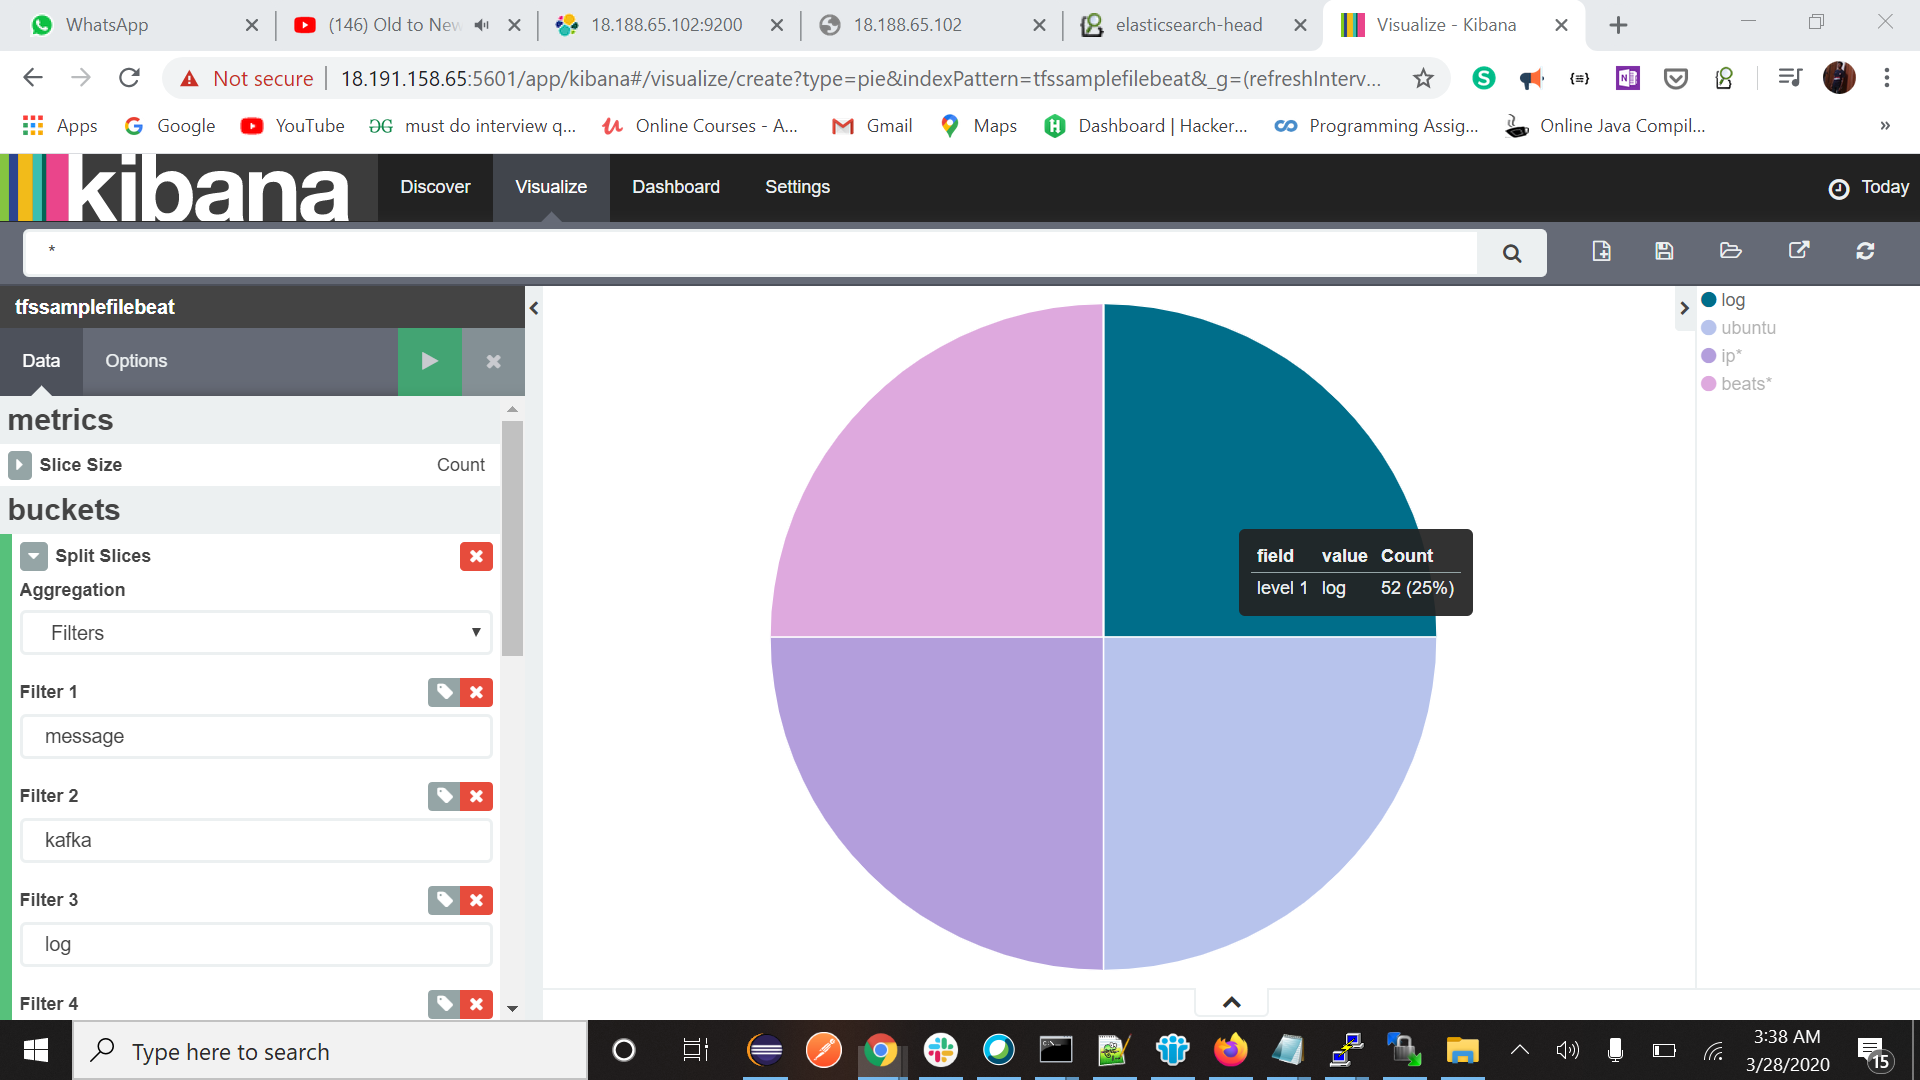 WhatsApp
(146) Old to New
18.188.65.102:9200
18.188.65.102
elasticsearch-head
Visualize - Kibana
Not secure
18.191.158.65:5601/app/kibana#/visualize/create?type=pie&indexPattern=tfssamplefilebeat&_g=(refreshInterv...
Apps
Google
YouTube
must do interview q...
Online Courses - A...
Gmail
Maps
Dashboard | Hacker...
Programming Assig...
Online Java Compil...
»
kibana
Discover
Visualize
Dashboard
Settings
Today
*
tfssamplefilebeat
Data
Options
metrics
Slice Size
Count
buckets
Split Slices
Aggregation
Filters
Filter 1
message
Filter 2
kafka
Filter 3
log
Filter 4
field value Count
level 1 log 52 (25%)
log
ubuntu
ip*
beats*
Type here to search
3:38 AM
3/28/2020
15